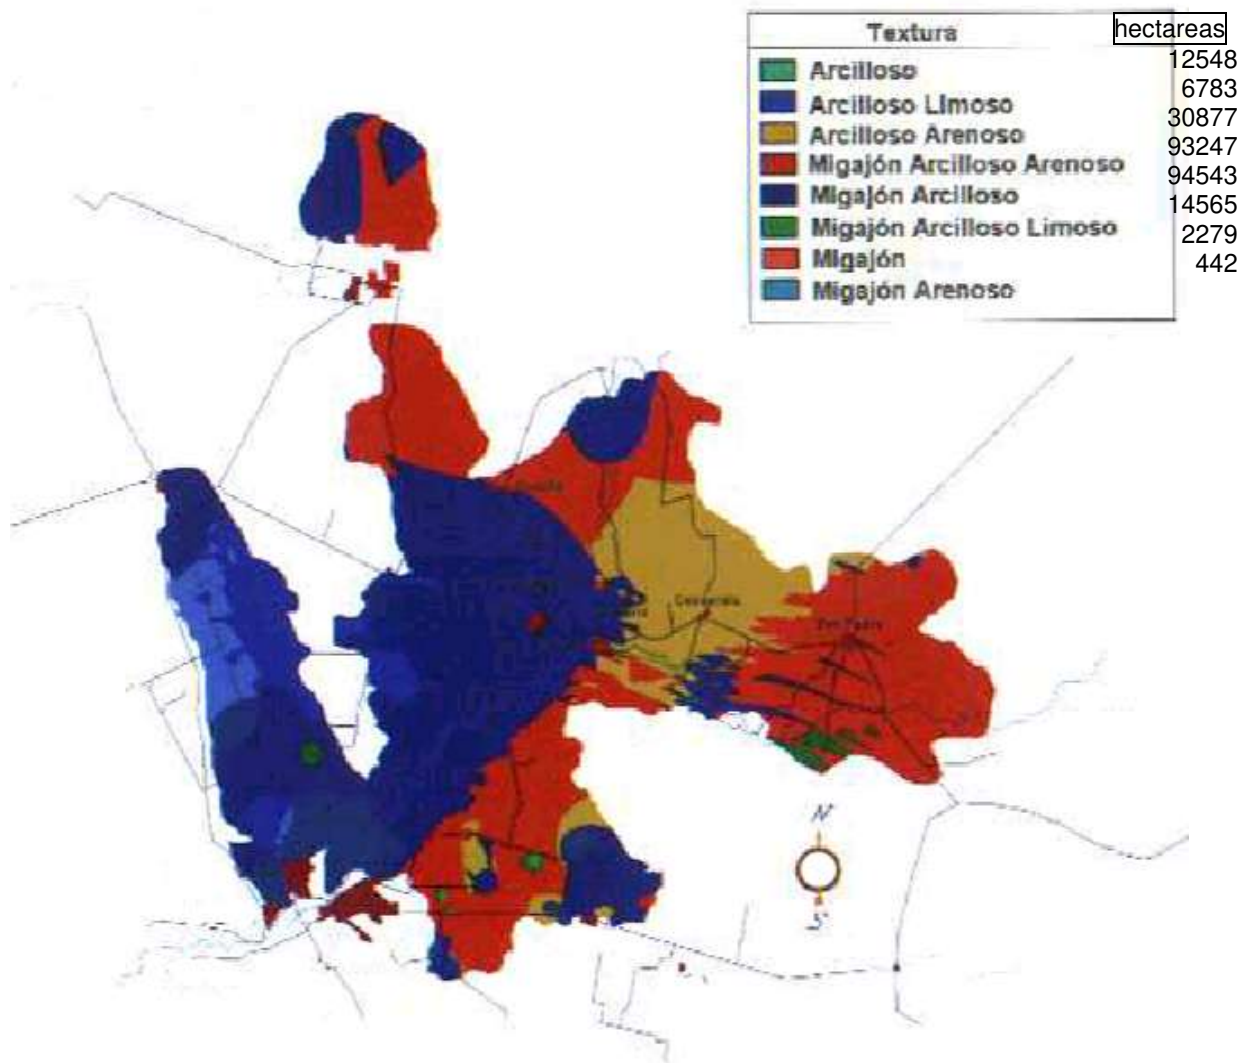 Textura hectareas
Arcilloso 12548
Arcilloso Limoso 6783
Arcilloso Arenoso 30877
Migajón Arcilloso Arenoso 93247
Migajón Arcilloso 94543
Migajón Arcilloso Limoso 14565
Migajón 2279
Migajón Arenoso 442
San Pedro
N
S